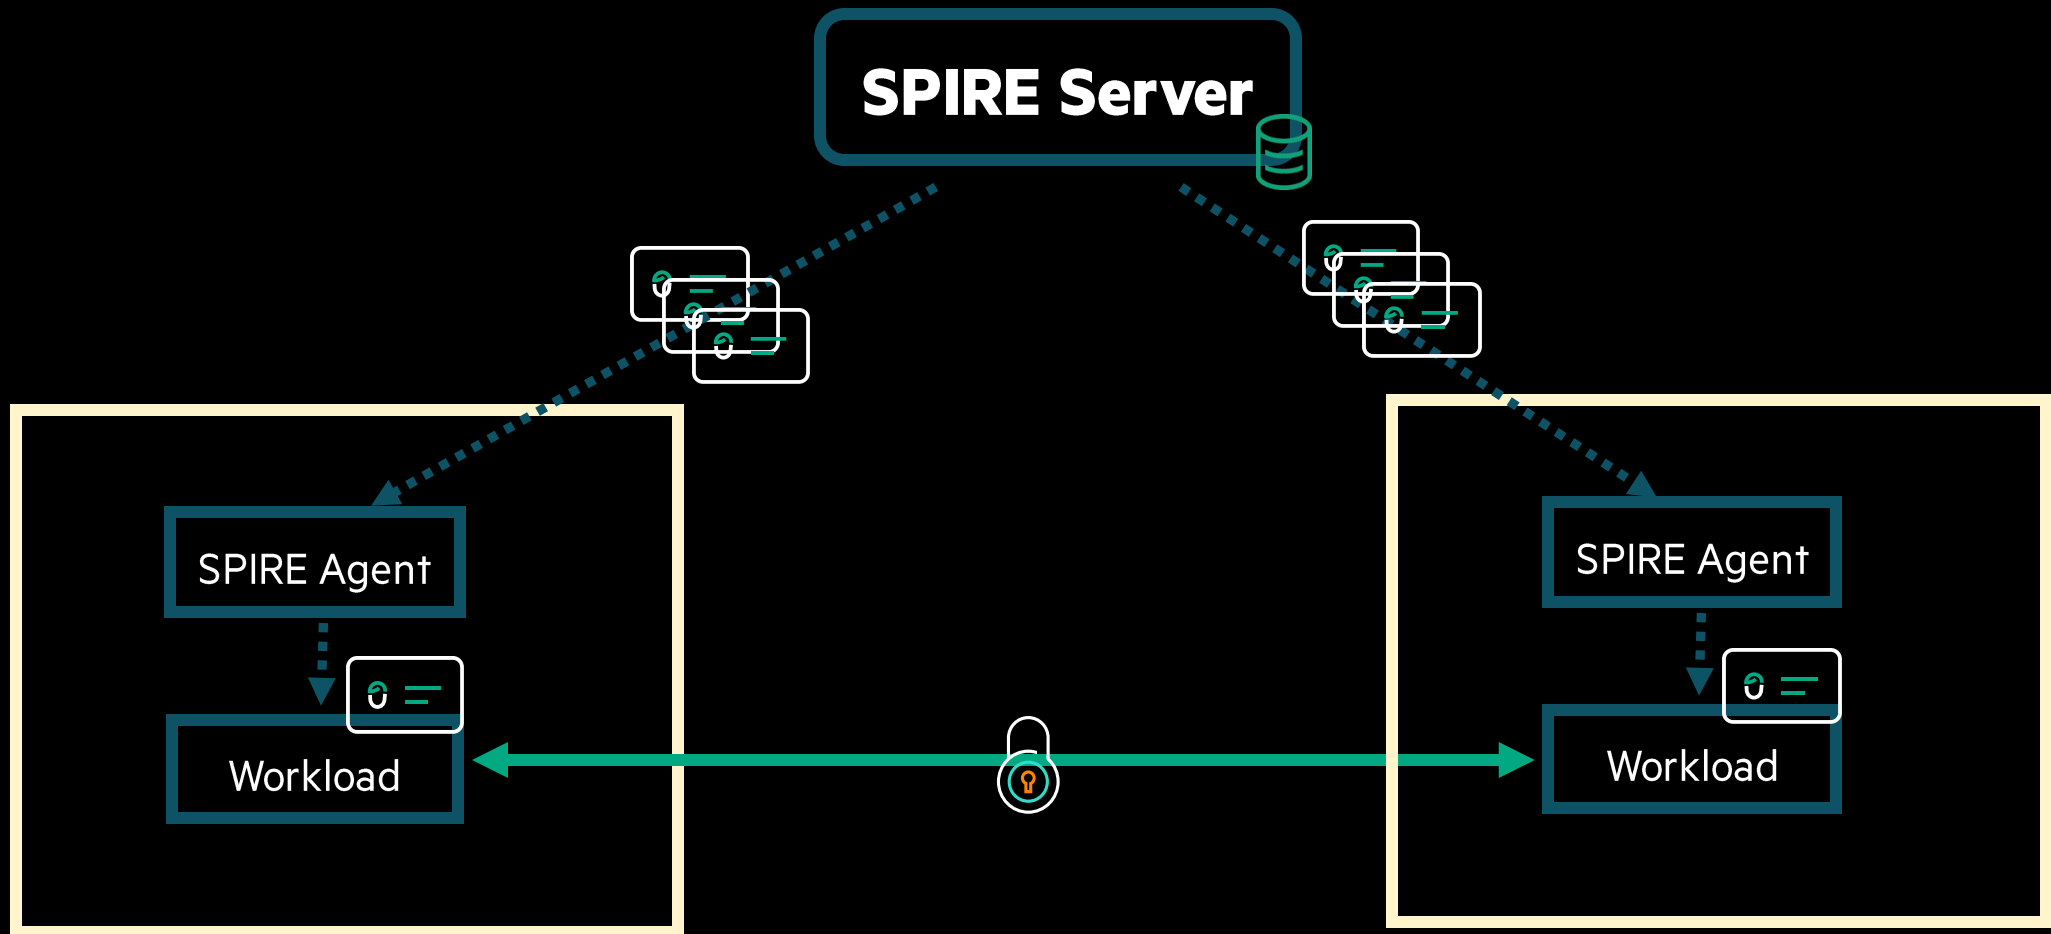 SPIRE Server
SPIRE Agent
SPIRE Agent
Workload
Workload